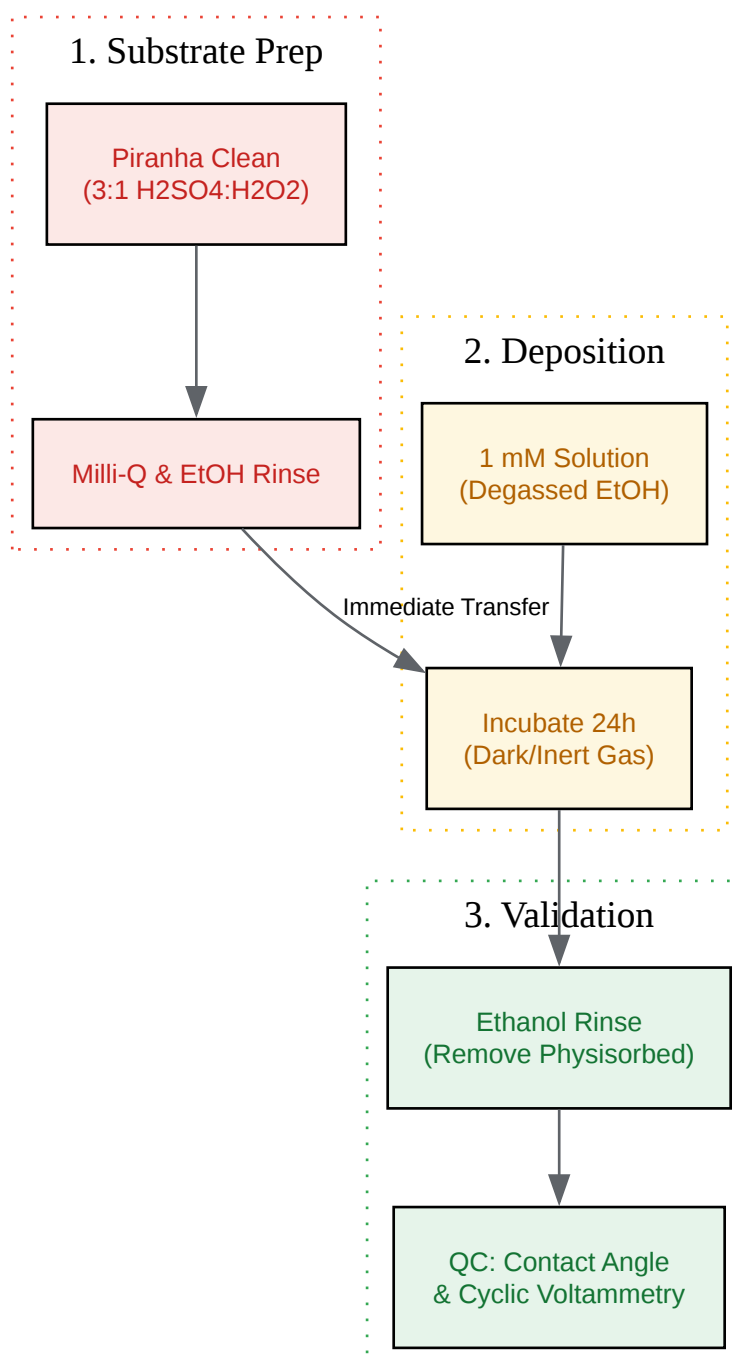 1. Substrate Prep
Piranha Clean
(3:1 H2SO4:H2O2)
Milli-Q & EtOH Rinse
2. Deposition
1 mM Solution
(Degassed EtOH)
Immediate Transfer
Incubate 24h
(Dark/Inert Gas)
3. Validation
Ethanol Rinse
(Remove Physisorbed)
QC: Contact Angle
& Cyclic Voltammetry